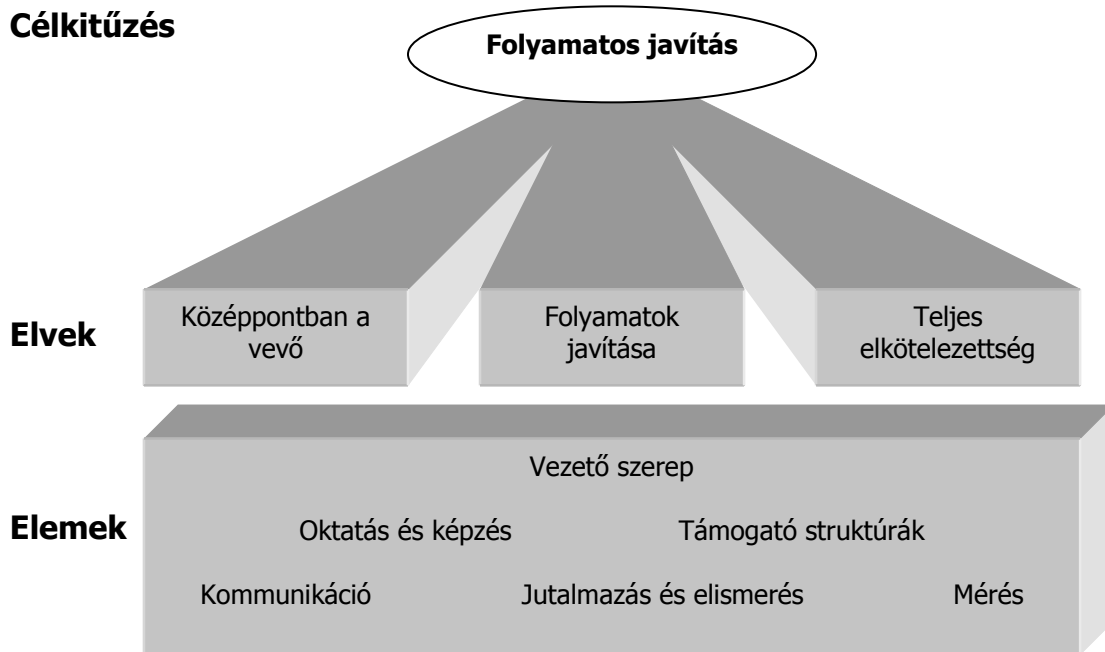 Célkitűzés
Folyamatos javítás
Elvek
Középpontban a
vevő
Folyamatok
javítása
Teljes
elkötelezettség
Elemek
Vezető szerep
Oktatás és képzés
Támogató struktúrák
Kommunikáció
Jutalmazás és elismerés
Mérés